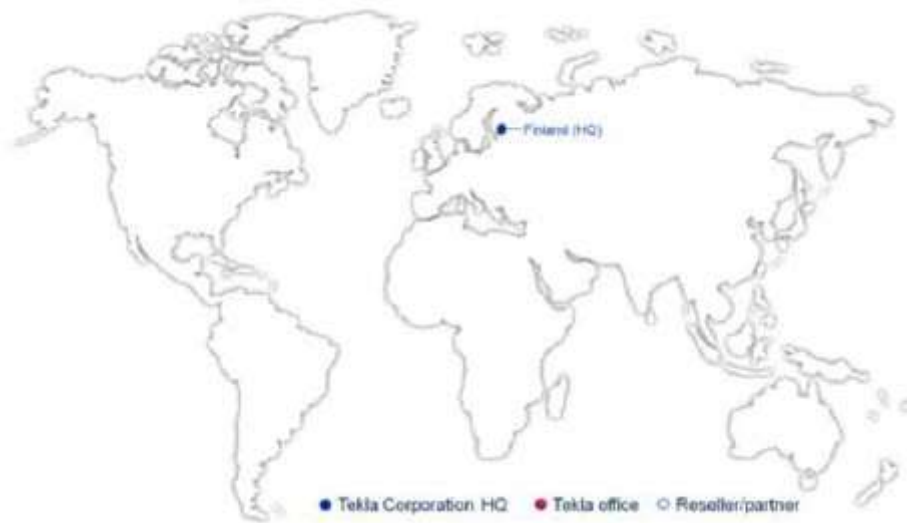 Finland (HQ)
Tekla Corporation HQ Tekla office Reseller/partner